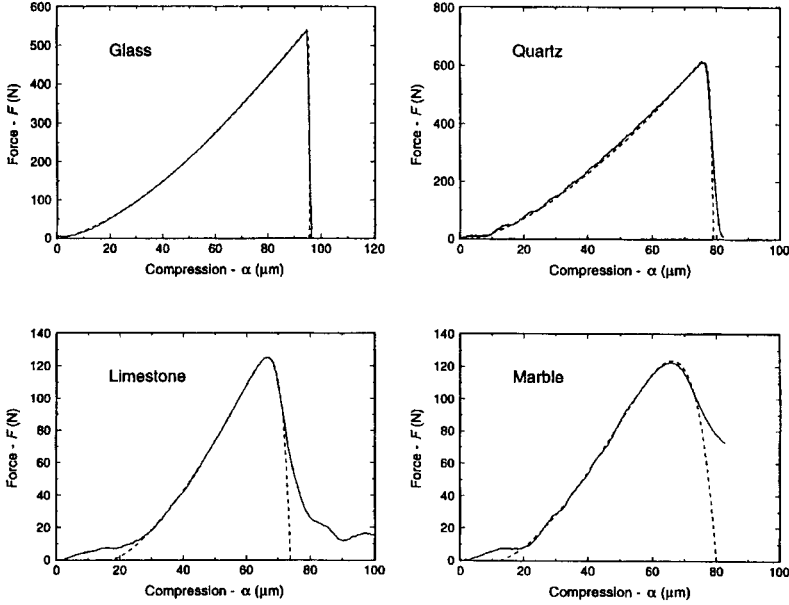 600
500
400
300
200
100
0
Force - F (N)
Glass
0 20 40 60 80 100 120
Compression - α (μm)
800
600
400
200
0
Force - F (N)
Quartz
0 20 40 60 80 100
Compression - α (μm)
140
120
100
80
60
40
20
0
Force - F (N)
Limestone
0 20 40 60 80 100
Compression - α (μm)
140
120
100
80
60
40
20
0
Force - F (N)
Marble
0 20 40 60 80 100
Compression - α (μm)